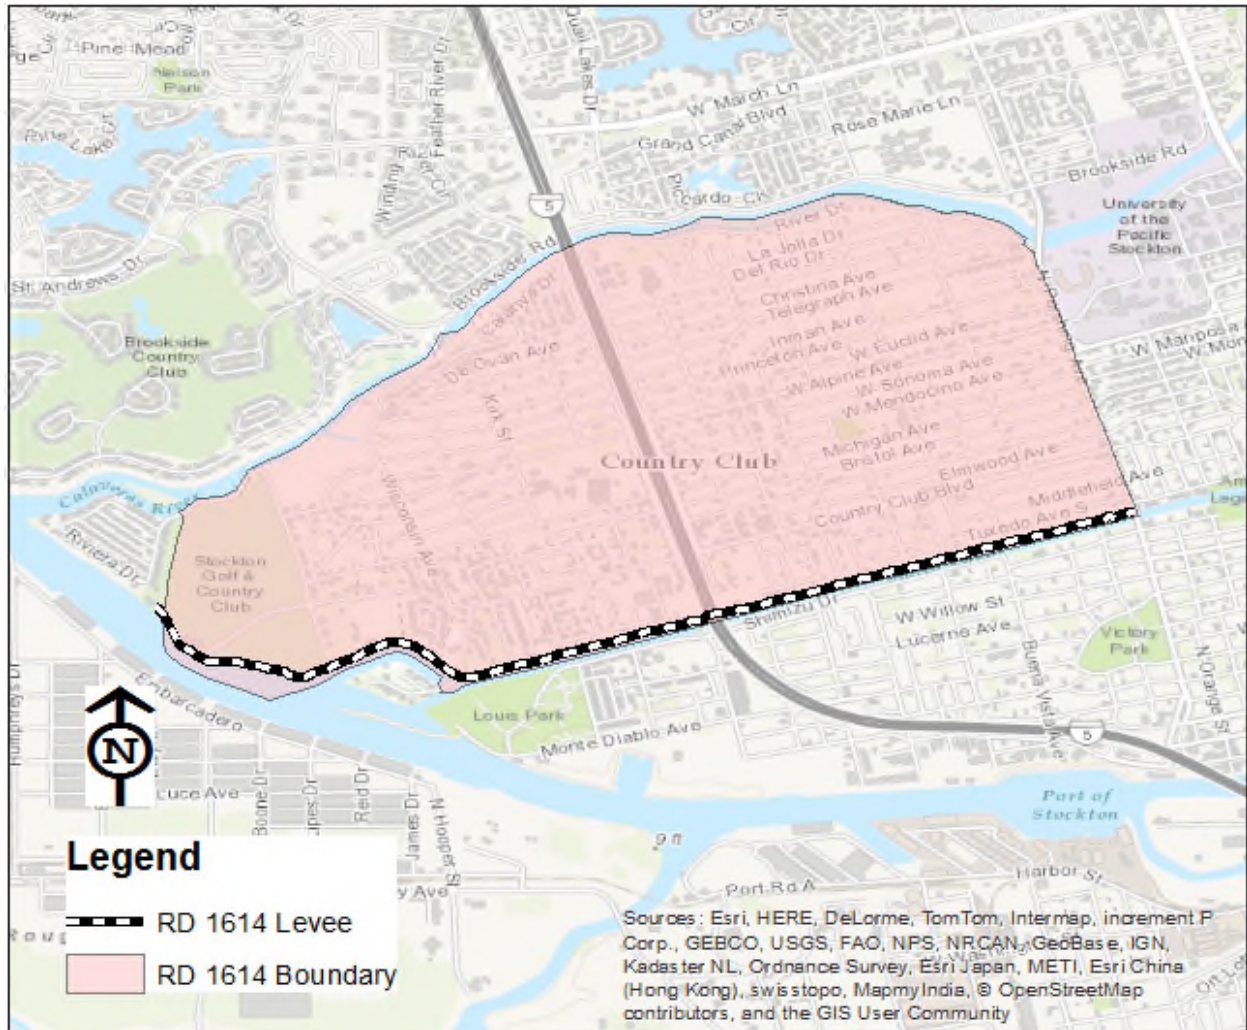 Pine Mead
Nelson
Park
Feather River Dr
Quail Lakes Dr
W March Ln
Grand Canal Blvd
Rose Marie Ln
Brookside Rd
5
University
of the
Pacific
Stockton
River Dr
La Jolla Dr
Del Rio Dr
Brookside Rd
St. Andrews Dr
Christina Ave
Telegraph Ave
Brookside
Country
Club
De Ovan Ave
Inman Ave
Princeton Ave
W Euclid Ave
W Alpine Ave
W Sonoma Ave
W Mendocino Ave
Kirk St
Michigan Ave
Bristol Ave
Country Club
Elmwood Ave
Calaveras River
Wisconsin Ave
Country Club Blvd
Middlefield Ave
Tuxedo Ave S
Riviera Dr
Stockton
Golf &
Country
Club
Shimizu Dr
W Willow St
Lucerne Ave
Victory
Park
Buena Vista Ave
N Orange St
Humphreys Dr
Embarcadero
N
Louis Park
Monte Diablo Ave
5
Luce Ave
Boone Dr
Reid Dr
James Dr
N Hooper St
Port of
Stockton
9 ft
Port Rd A
Harbor St
Legend
RD 1614 Levee
RD 1614 Boundary
Sources: Esri, HERE, DeLorme, TomTom, Intermap, increment P
Corp., GEBCO, USGS, FAO, NPS, NRCAN, GeoBase, IGN,
Kadaster NL, Ordnance Survey, Esri Japan, METI, Esri China
(Hong Kong), swisstopo, MapmyIndia, © OpenStreetMap
contributors, and the GIS User Community